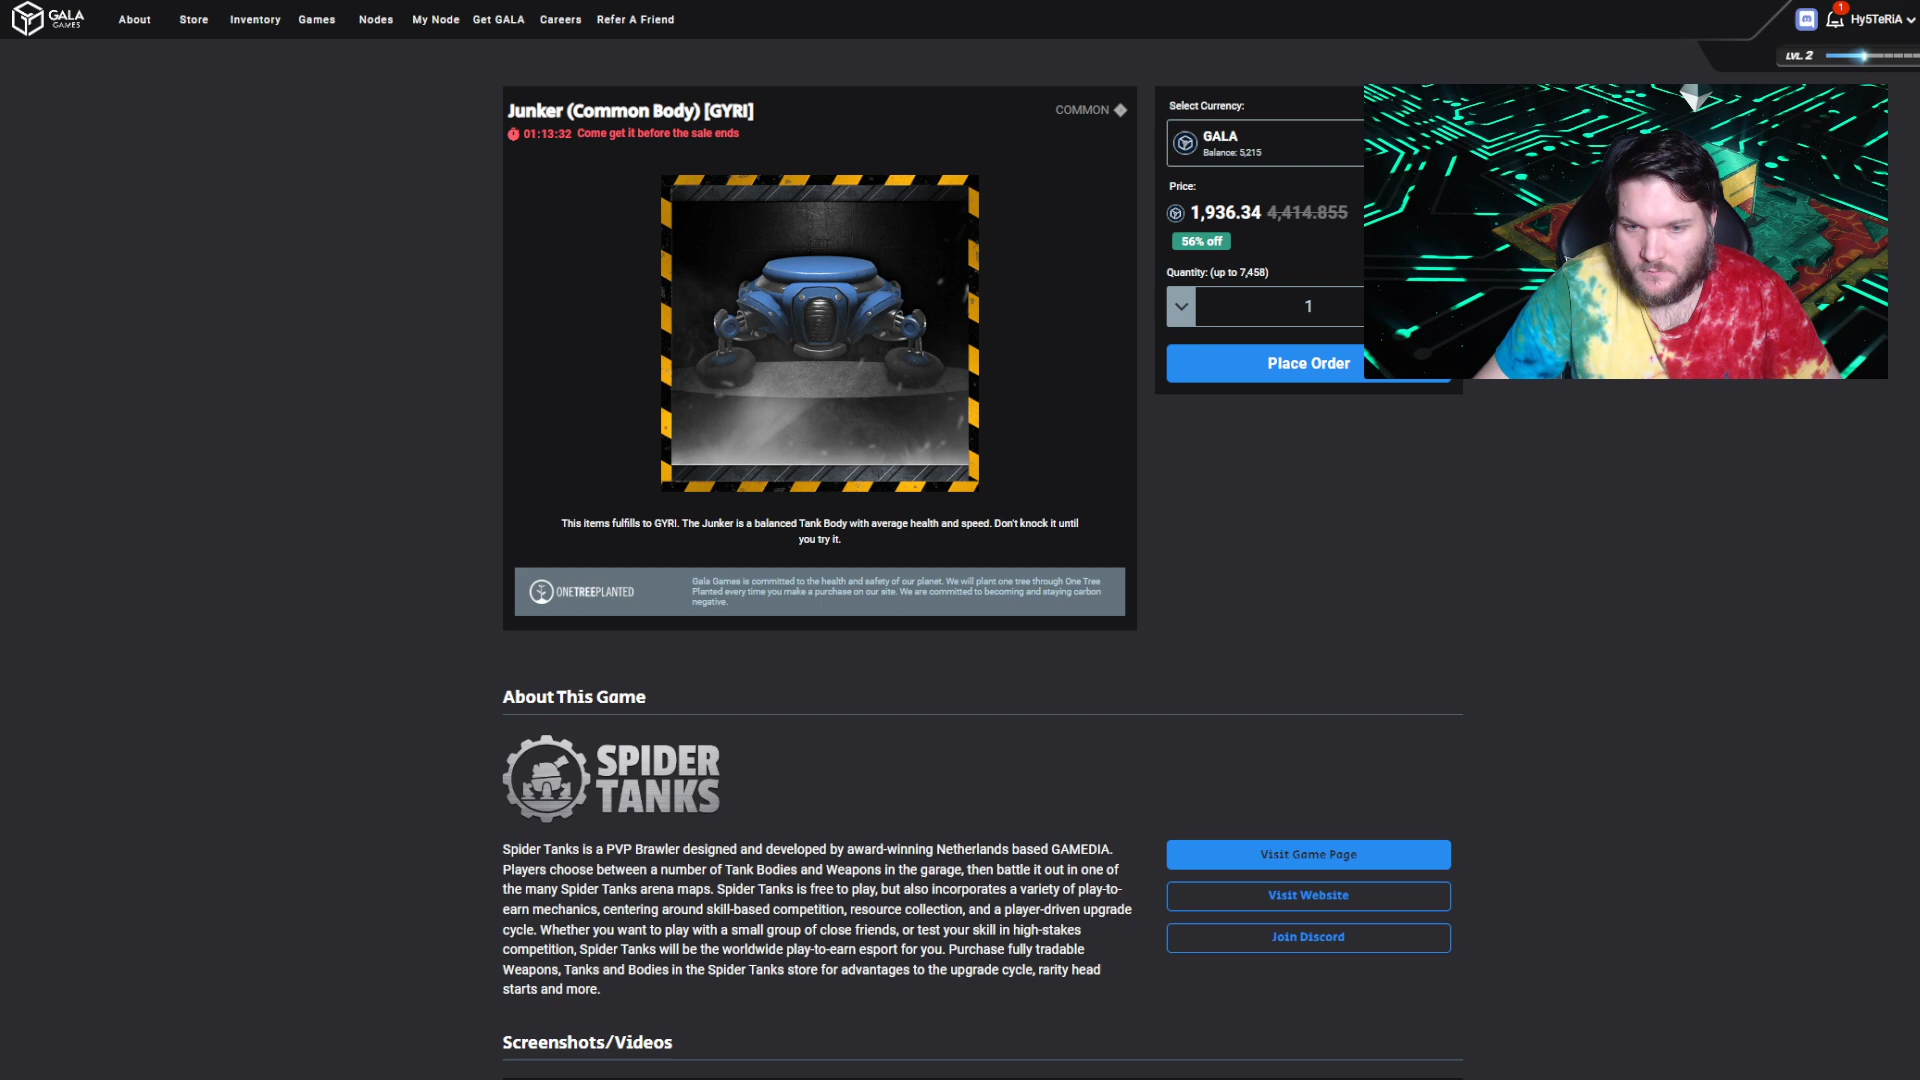 GALA
GAMES
About
Store
Inventory
Games
Nodes
My Node
Get GALA
Careers
Refer A Friend
1
Hy5TeRiA
LVL 2
Junker (Common Body) [GYRI]
COMMON
01:13:32 Come get it before the sale ends
This items fulfills to GYRI. The Junker is a balanced Tank Body with average health and speed. Don't knock it until
you try it.
ONETREEPLANTED
Gala Games is committed to the health and safety of our planet. We will plant one tree through One Tree
Planted every time you make a purchase on our site. We are committed to becoming and staying carbon
negative.
Select Currency:
GALA
Balance: 5,215
Price:
1,936.34 4,414.855
56% off
Quantity: (up to 7,458)
1
Place Order
About This Game
SPIDER
TANKS
Spider Tanks is a PVP Brawler designed and developed by award-winning Netherlands based GAMEDIA.
Players choose between a number of Tank Bodies and Weapons in the garage, then battle it out in one of
the many Spider Tanks arena maps. Spider Tanks is free to play, but also incorporates a variety of play-to-
earn mechanics, centering around skill-based competition, resource collection, and a player-driven upgrade
cycle. Whether you want to play with a small group of close friends, or test your skill in high-stakes
competition, Spider Tanks will be the worldwide play-to-earn esport for you. Purchase fully tradable
Weapons, Tanks and Bodies in the Spider Tanks store for advantages to the upgrade cycle, rarity head
starts and more.
Visit Game Page
Visit Website
Join Discord
Screenshots/Videos